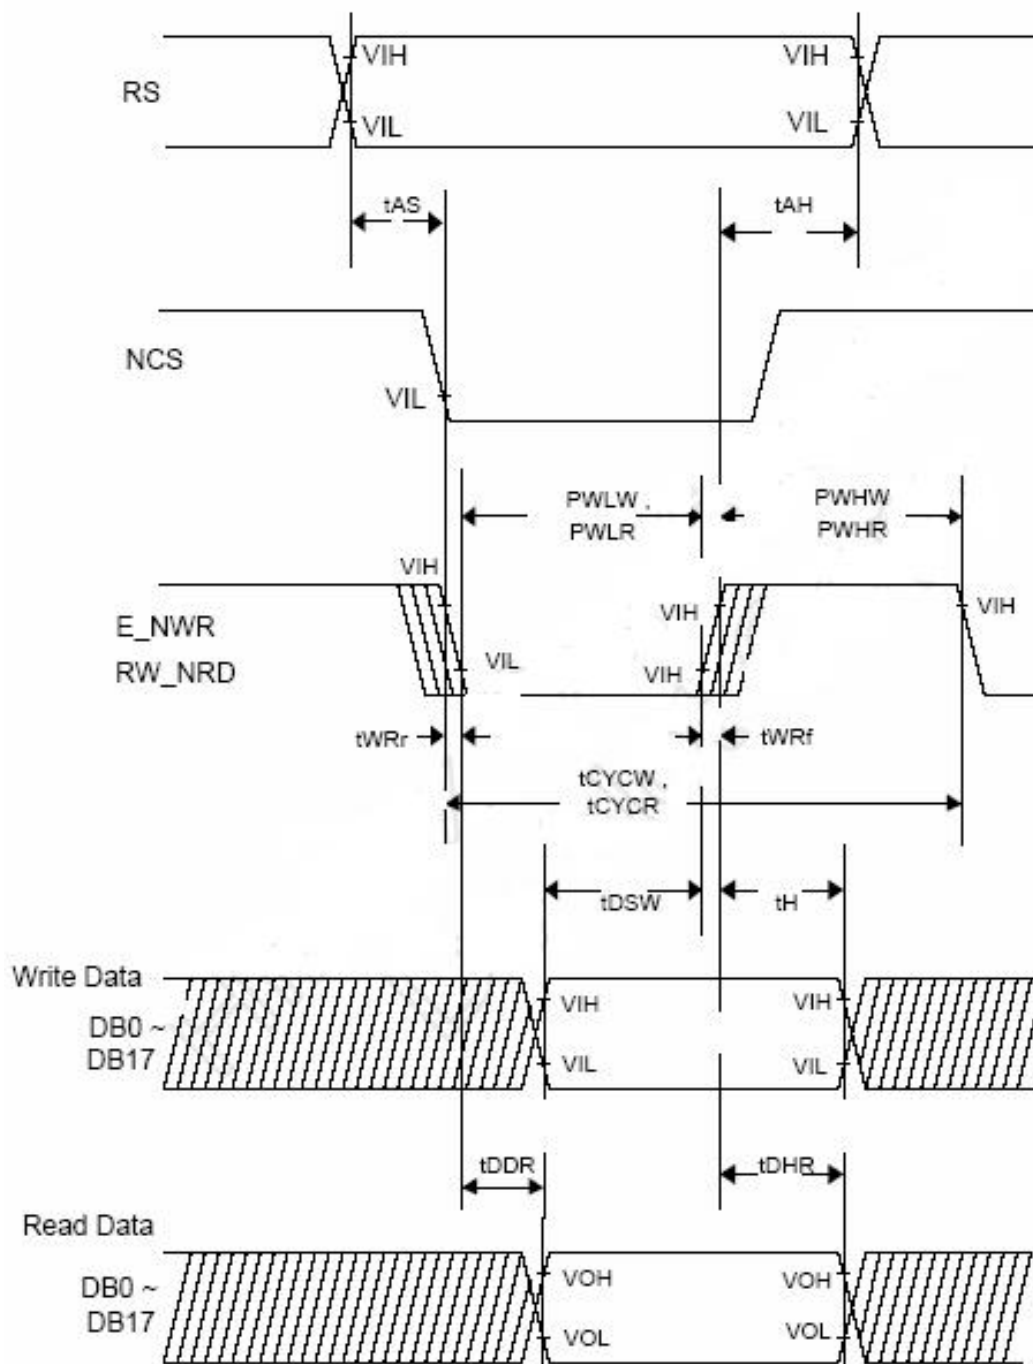 VIH VIH
RS
VIL VIL
tAS tAH
NCS
VIL
PWLW , PWHW
PWLR PWHR
VIH
VIH VIH
E_NWR
VIL VIH
RW_NRD
tWRr tWRf
tCYCW ,
tCYCR
tDSW tH
Write Data
VIH VIH
DB0 ~
DB17
VIL VIL
tDDR tDHR
Read Data
VOH VOH
DB0 ~
DB17
VOL VOL